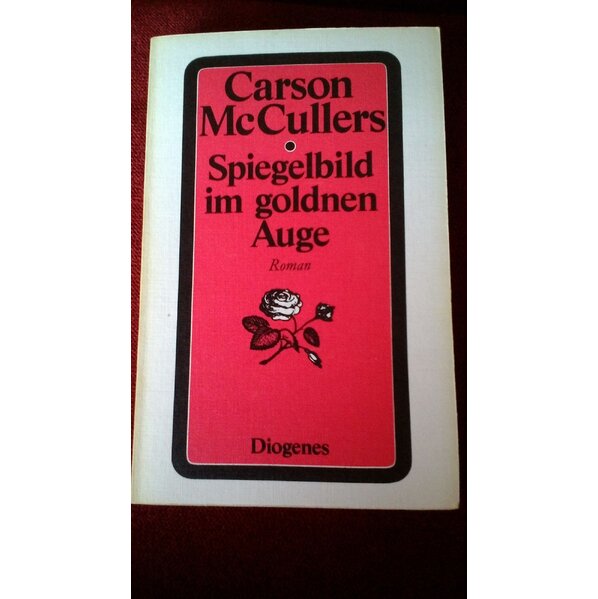 Carson
McCullers
Spiegelbild
im goldnen
Auge
Roman
Diogenes